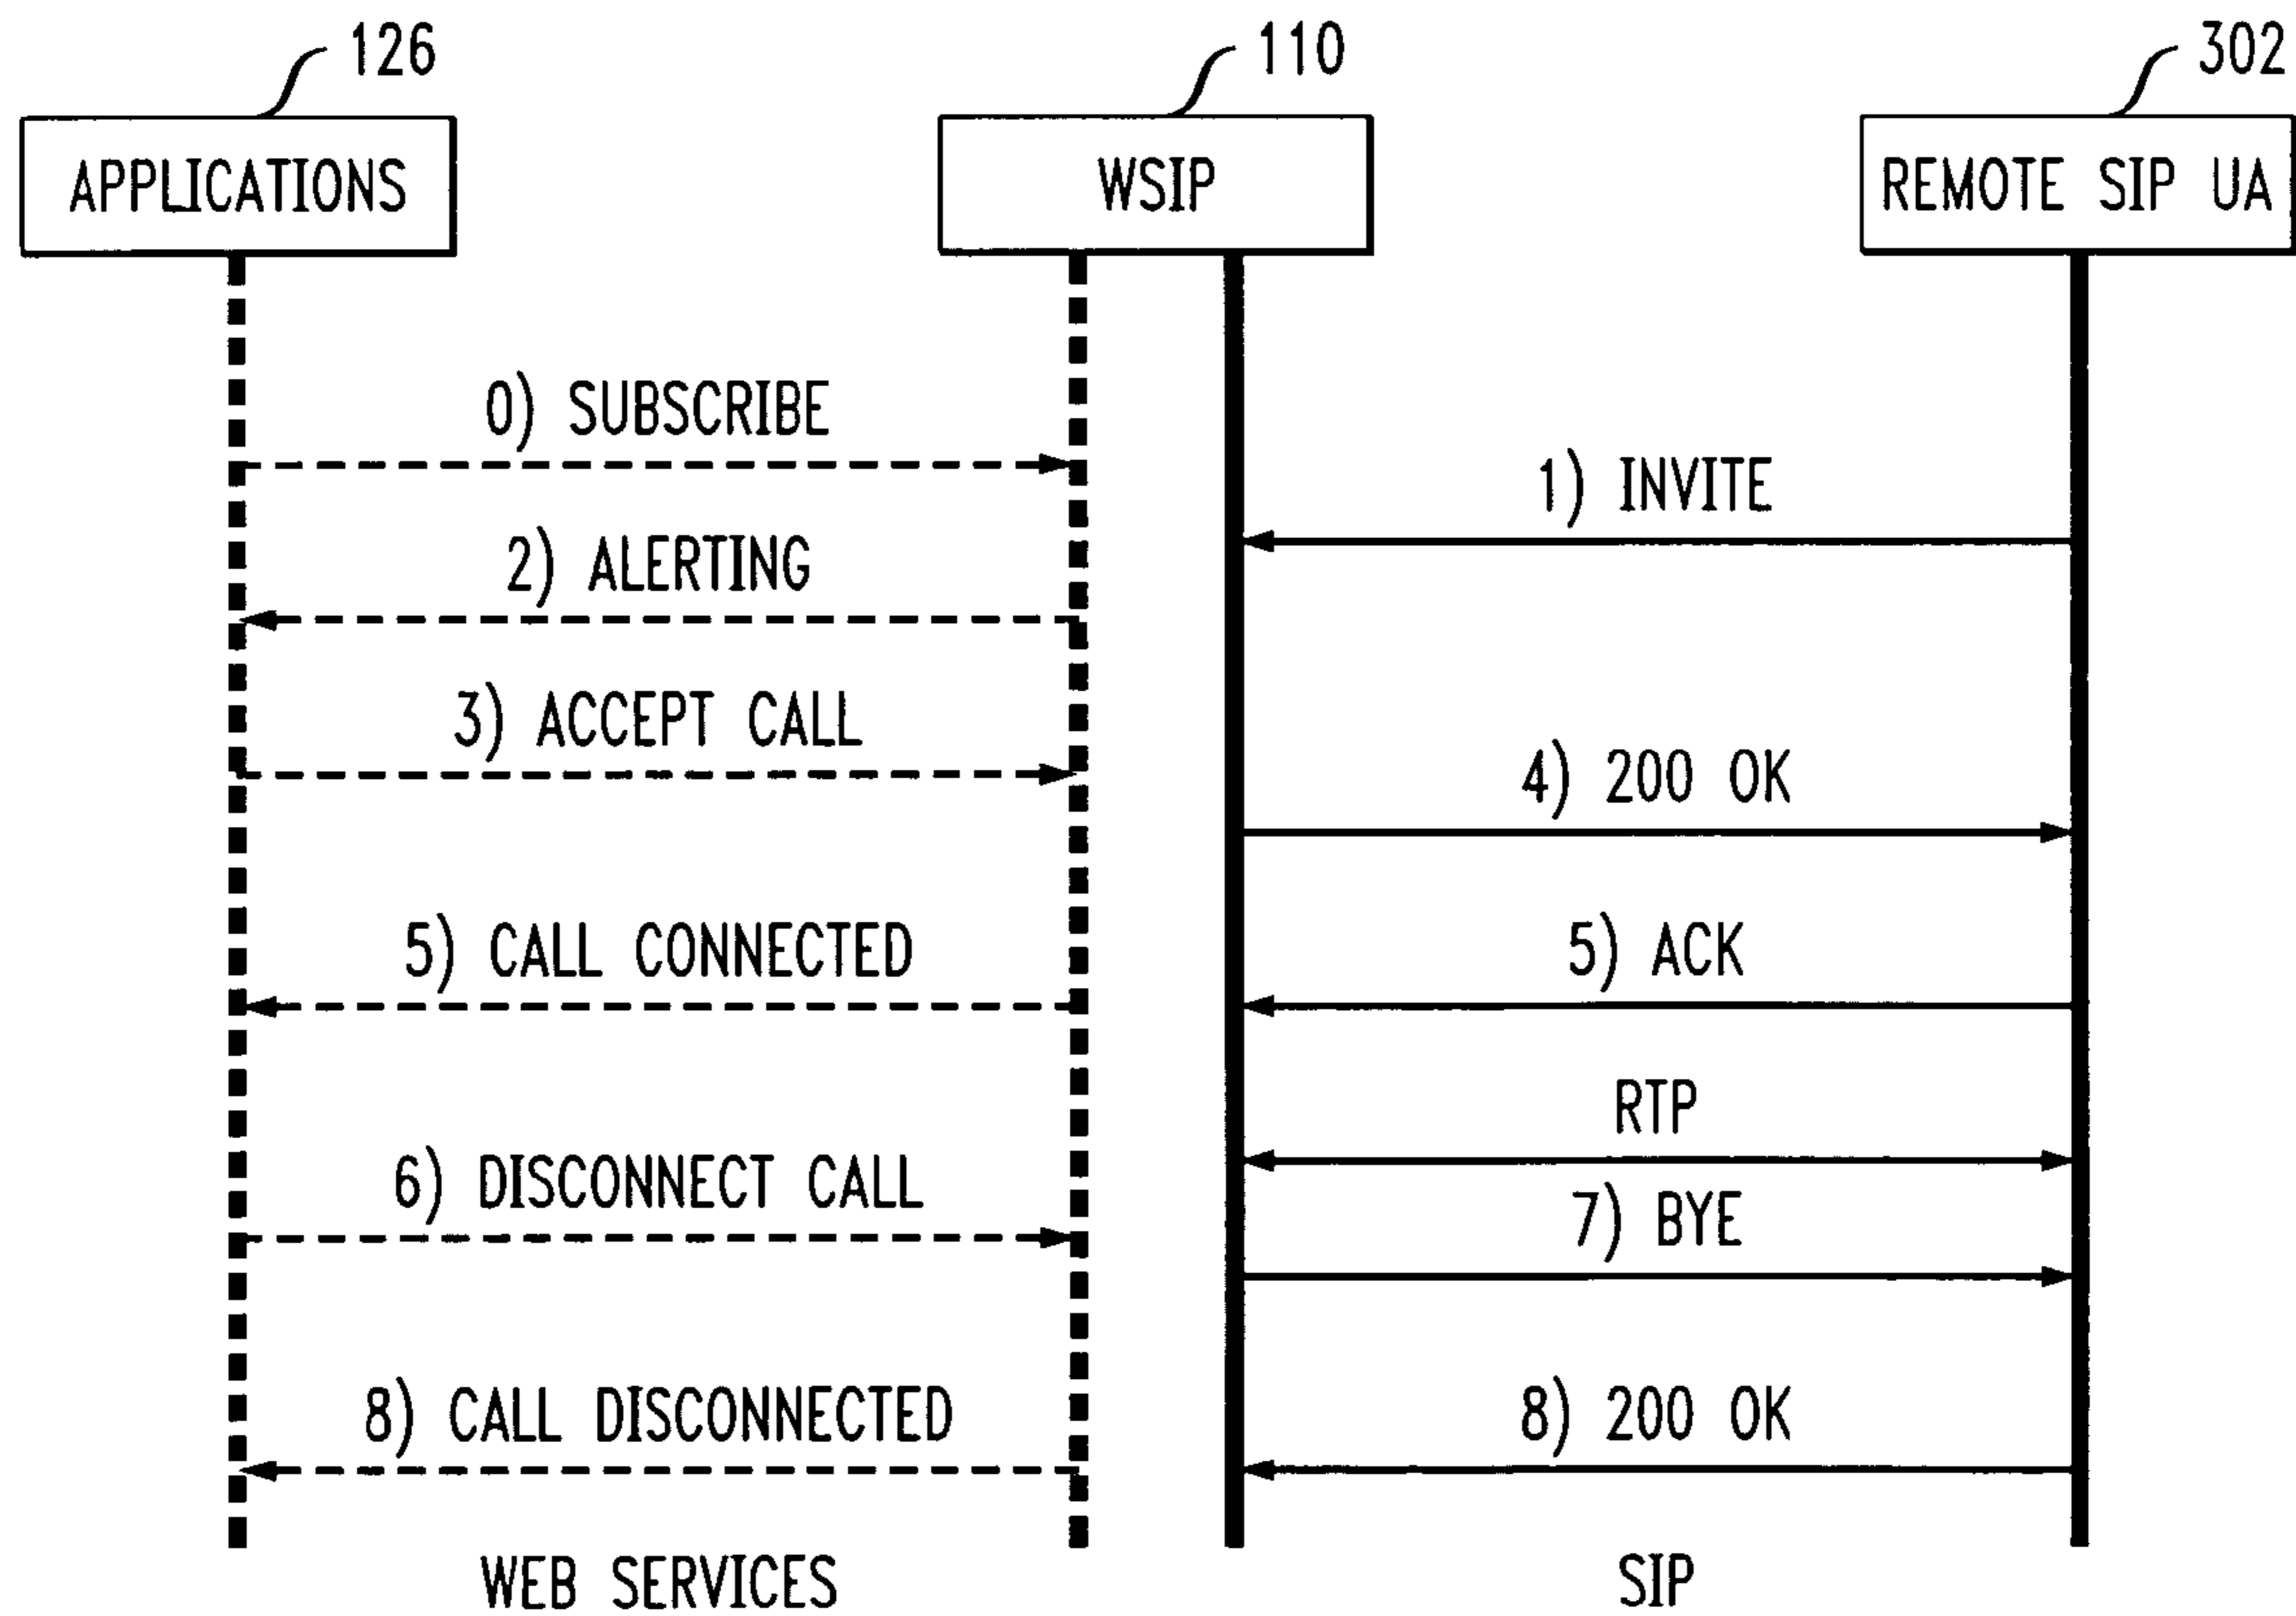 126
110
302
APPLICATIONS
WSIP
REMOTE SIP UA
0) SUBSCRIBE
1) INVITE
2) ALERTING
3) ACCEPT CALL
4) 200 OK
5) CALL CONNECTED
5) ACK
RTP
6) DISCONNECT CALL
7) BYE
8) CALL DISCONNECTED
8) 200 OK
WEB SERVICES
SIP